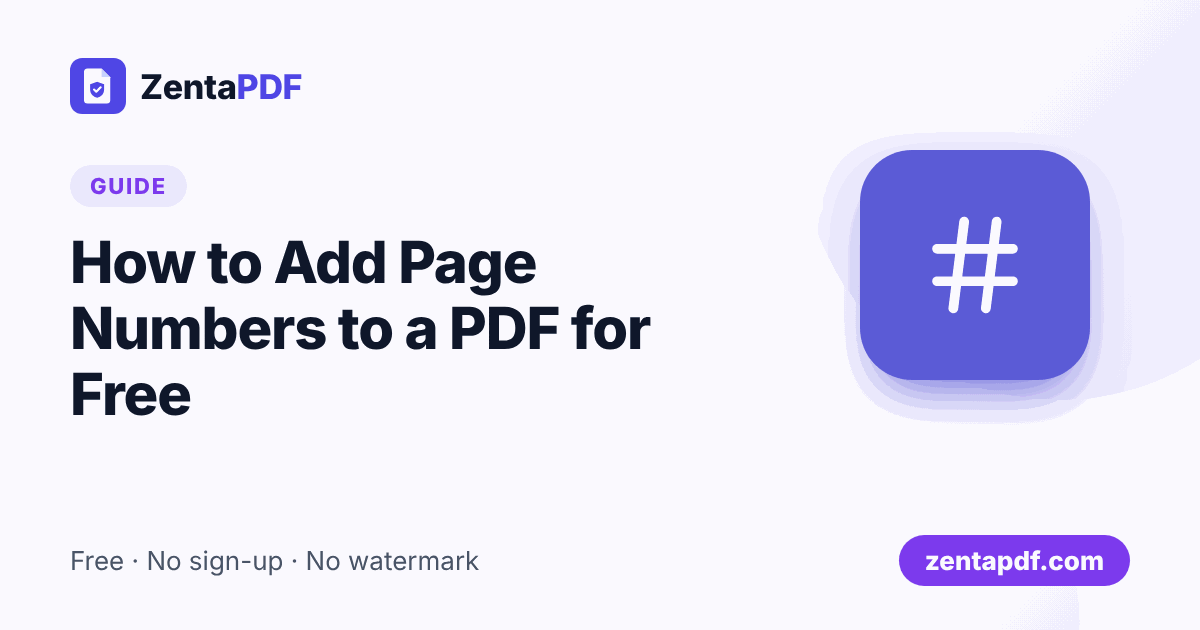 ZentaPDF
GUIDE
How to Add Page
Numbers to a PDF for
Free
#
Free · No sign-up · No watermark
zentapdf.com